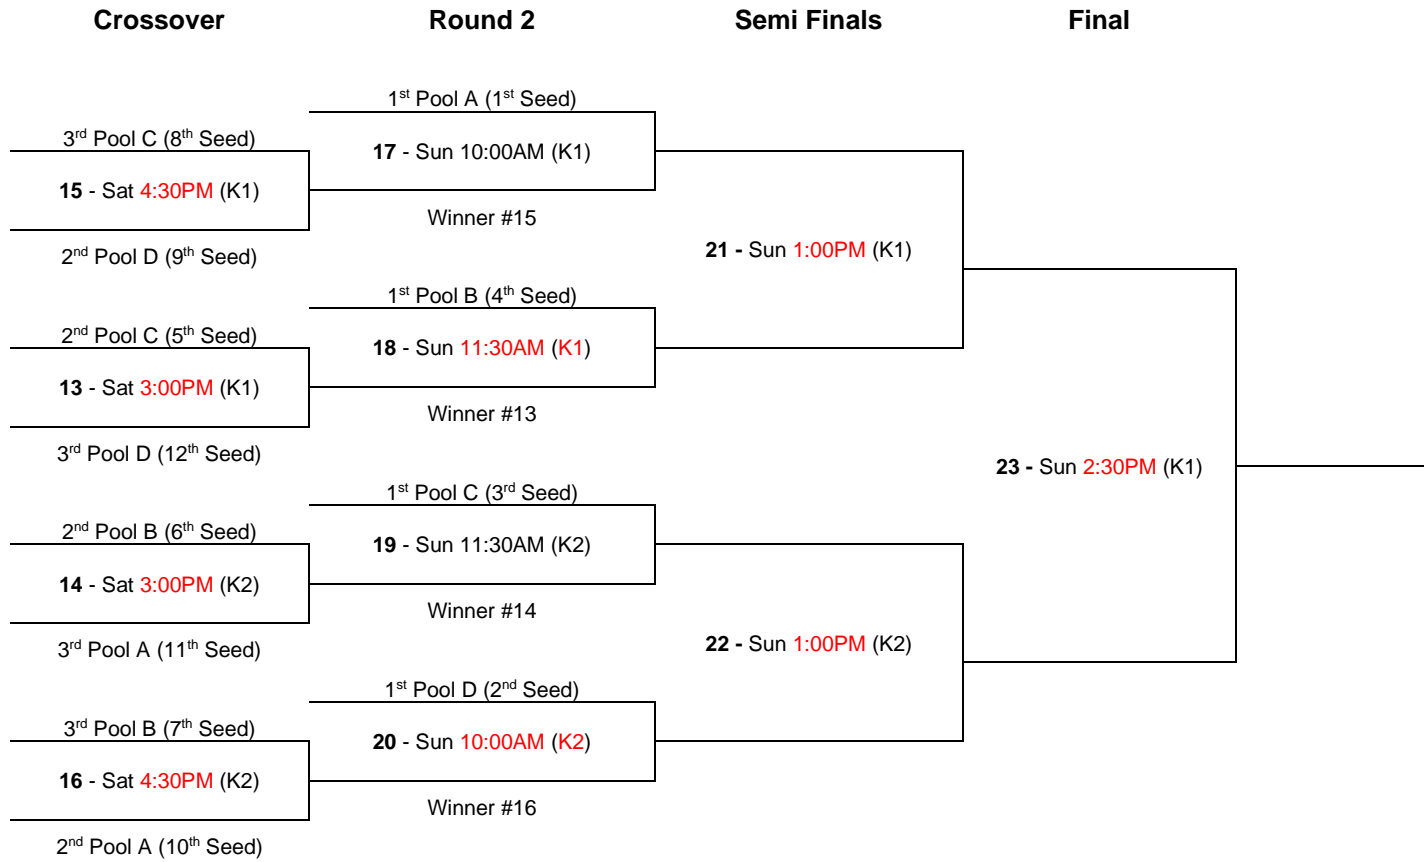 Crossover
Round 2
Semi Finals
Final
3rd Pool C (8th Seed)
15 - Sat 4:30PM (K1)
2nd Pool D (9th Seed)
2nd Pool C (5th Seed)
13 - Sat 3:00PM (K1)
3rd Pool D (12th Seed)
2nd Pool B (6th Seed)
14 - Sat 3:00PM (K2)
3rd Pool A (11th Seed)
3rd Pool B (7th Seed)
16 - Sat 4:30PM (K2)
2nd Pool A (10th Seed)
1st Pool A (1st Seed)
17 - Sun 10:00AM (K1)
Winner #15
1st Pool B (4th Seed)
18 - Sun 11:30AM (K1)
Winner #13
1st Pool C (3rd Seed)
19 - Sun 11:30AM (K2)
Winner #14
1st Pool D (2nd Seed)
20 - Sun 10:00AM (K2)
Winner #16
21 - Sun 1:00PM (K1)
22 - Sun 1:00PM (K2)
23 - Sun 2:30PM (K1)